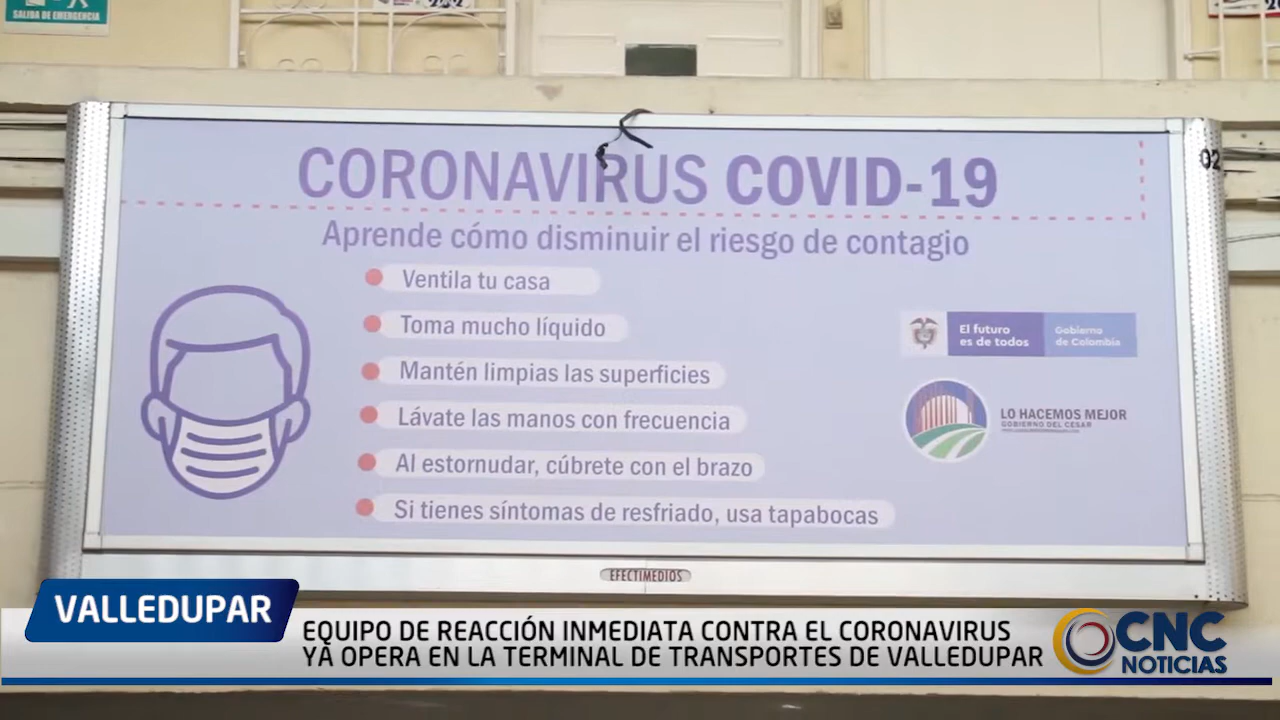 SALIDA DE EMERGENCIA
02
CORONAVIRUS COVID-19
Aprende cómo disminuir el riesgo de contagio
Ventila tu casa
Toma mucho líquido
Mantén limpias las superficies
Lávate las manos con frecuencia
Al estornudar, cúbrete con el brazo
Si tienes síntomas de resfriado, usa tapabocas
El futuro
es de todos
Gobierno
de Colombia
LO HACEMOS MEJOR
GOBIERNO DEL CESAR
EFECTIMEDIOS
VALLEDUPAR
EQUIPO DE REACCIÓN INMEDIATA CONTRA EL CORONAVIRUS
YA OPERA EN LA TERMINAL DE TRANSPORTES DE VALLEDUPAR
CNC
NOTICIAS